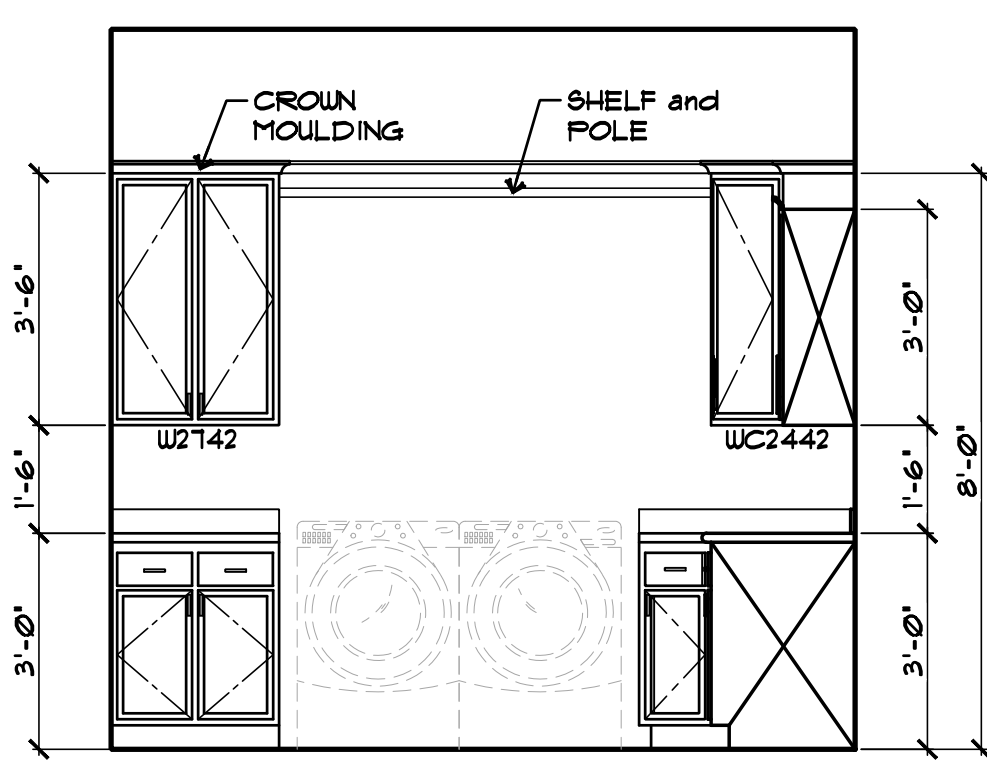 CROWN
MOULDING
SHELF and
POLE
3'-6"
3'-0"
W2742
WC2442
1'-6"
1'-6"
8'-0"
3'-0"
3'-0"